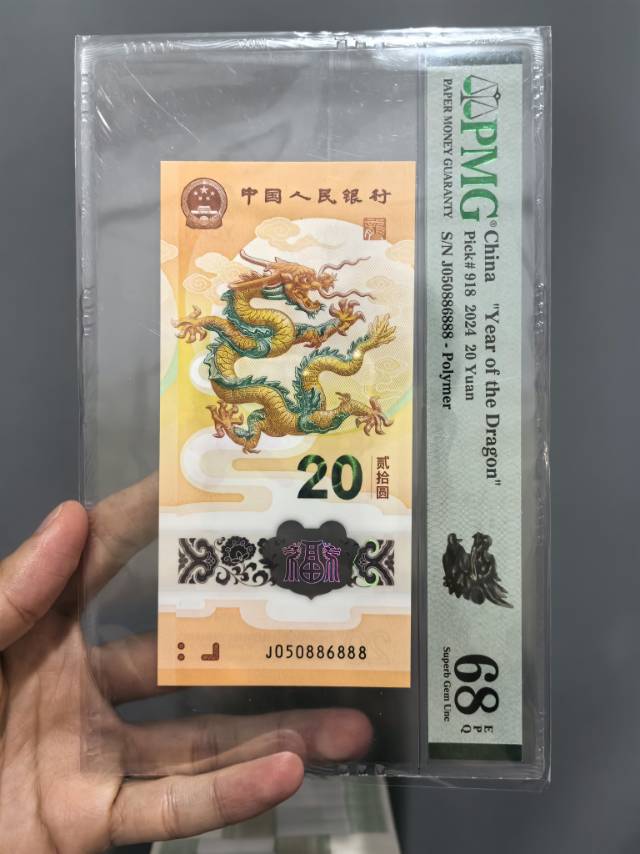 中国人民银行
龍
20
贰拾圆
J050886888
PMG®
PAPER MONEY GUARANTY
China "Year of the Dragon"
Pick# 918 2024 20 Yuan
S/N J050886888 - Polymer
68
EPQ
Superb Gem Unc